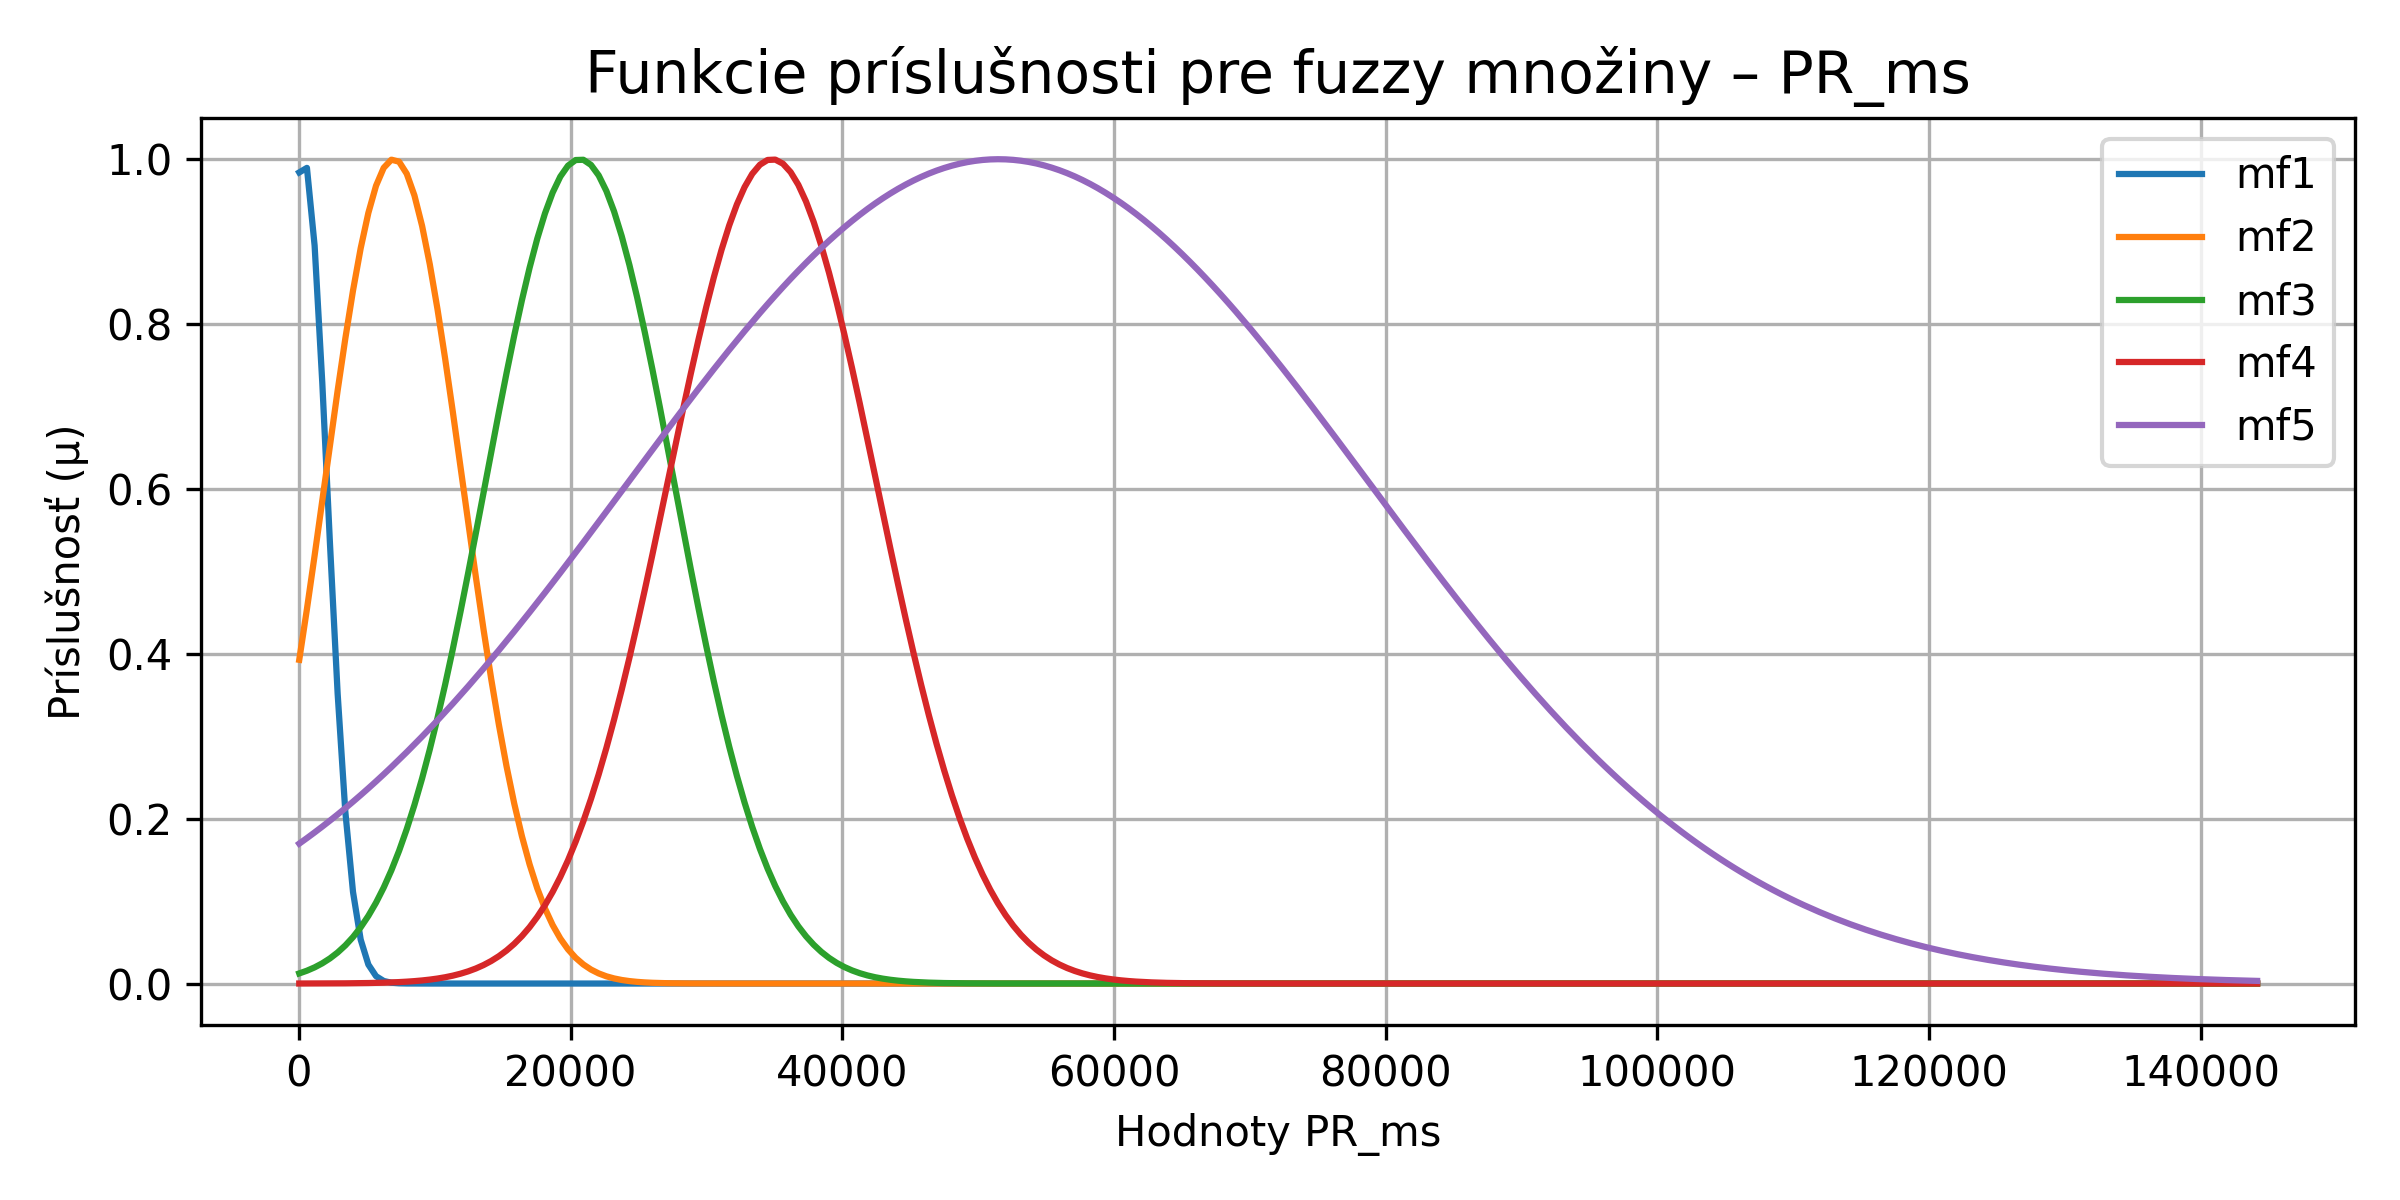 Funkcie príslušnosti pre fuzzy množiny – PR_ms
Príslušnosť (μ)
1.0
0.8
0.6
0.4
0.2
0.0
mf1
mf2
mf3
mf4
mf5
0 20000 40000 60000 80000 100000 120000 140000
Hodnoty PR_ms